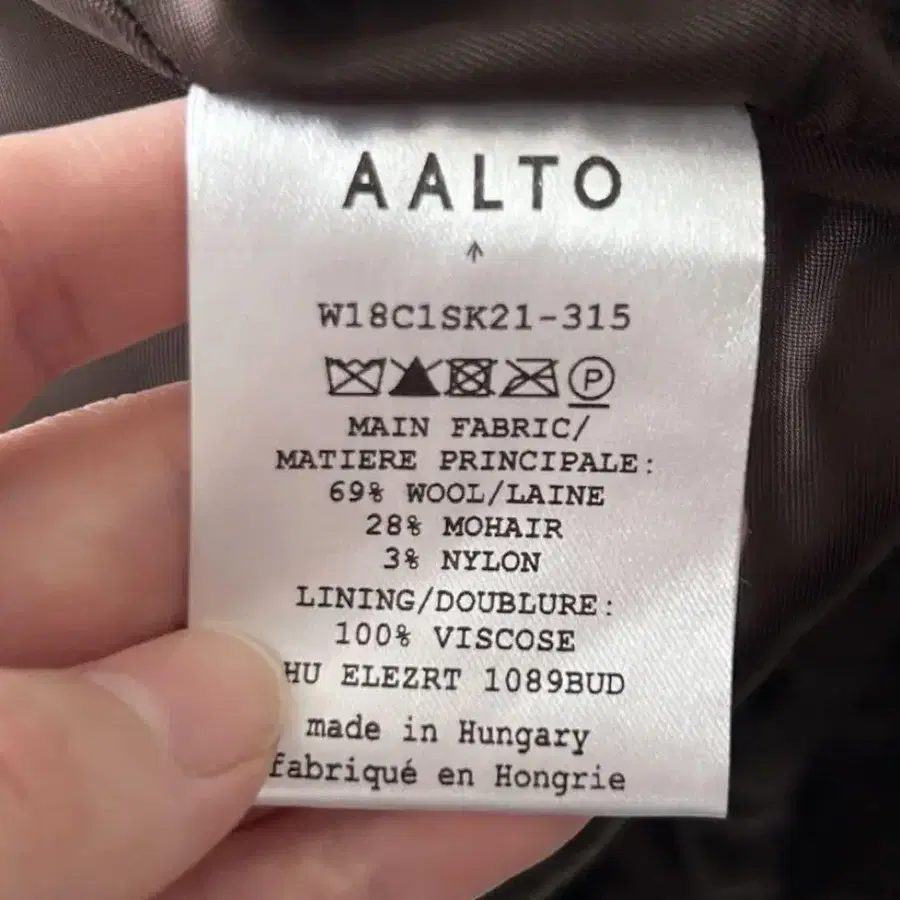 AALTO
W18C1SK21-315
P
MAIN FABRIC/
MATIERE PRINCIPALE:
69% WOOL/LAINE
28% MOHAIR
3% NYLON
LINING/DOUBLURE:
100% VISCOSE
HU ELEZRT 1089BUD
made in Hungary
fabriqué en Hongrie